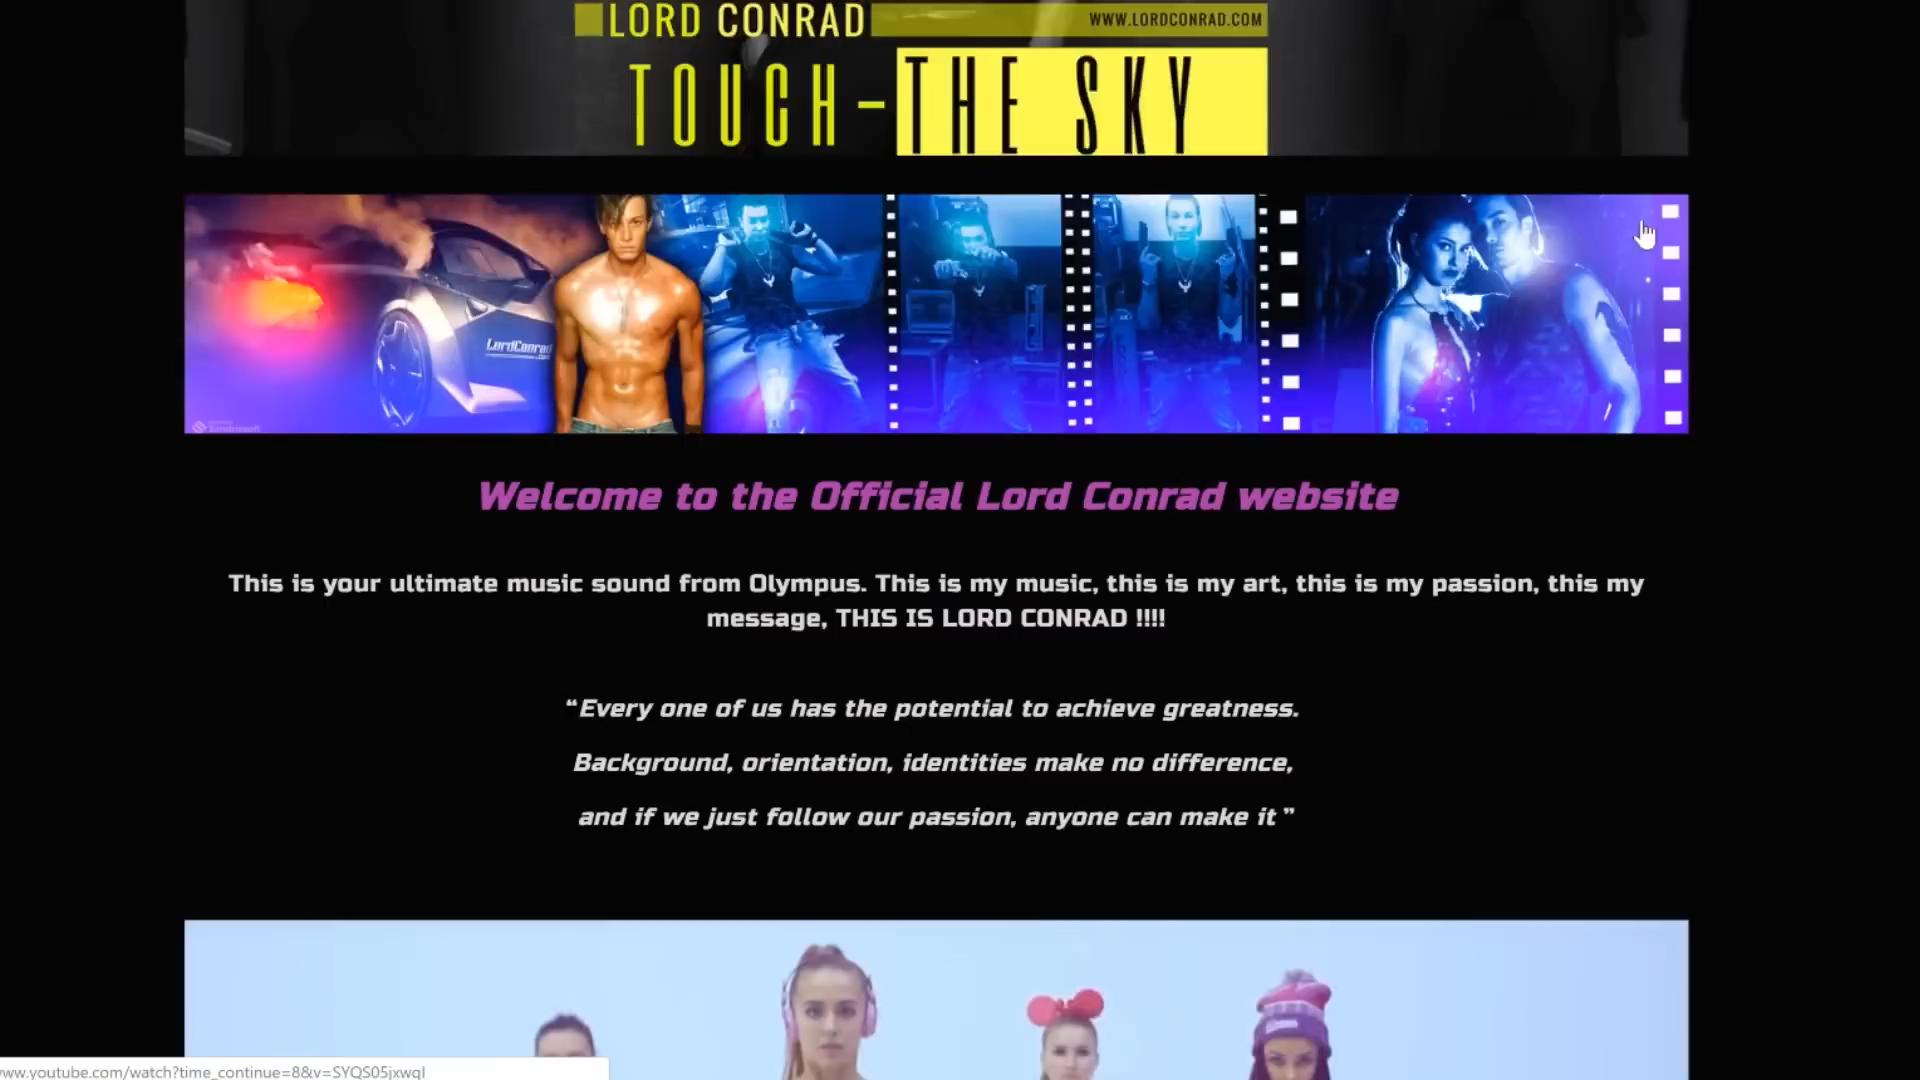 LORD CONRAD
WWW.LORDCONRAD.COM
TOUCH-THE SKY
LordConrad
Welcome to the Official Lord Conrad website
This is your ultimate music sound from Olympus. This is my music, this is my art, this is my passion, this my
message, THIS IS LORD CONRAD !!!!
“Every one of us has the potential to achieve greatness.
Background, orientation, identities make no difference,
and if we just follow our passion, anyone can make it ”
www.youtube.com/watch?time_continue=8&v=SYQS05jxwqI